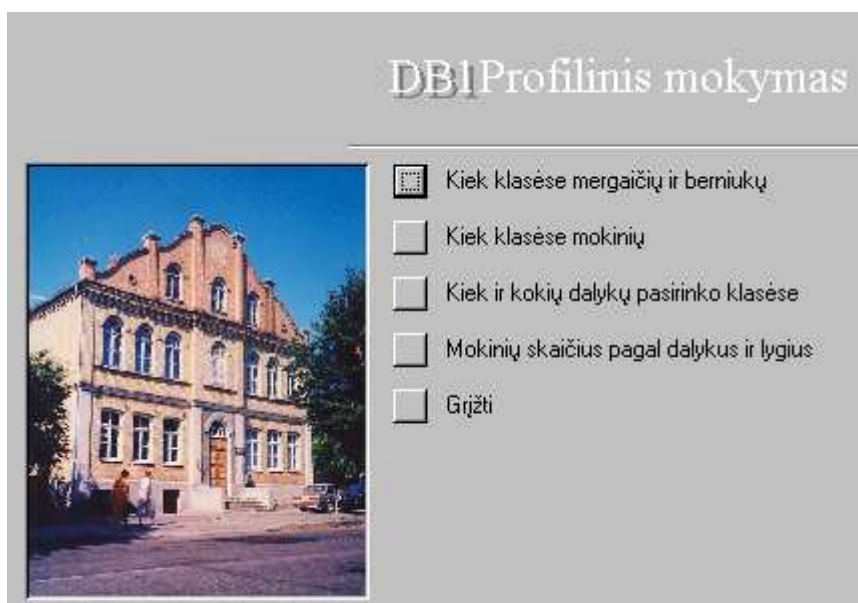 DB1Profilinis mokymas
Kiek klasėse mergaičių ir berniukų
Kiek klasėse mokinių
Kiek ir kokių dalykų pasirinko klasėse
Mokinių skaičius pagal dalykus ir lygius
Grįžti